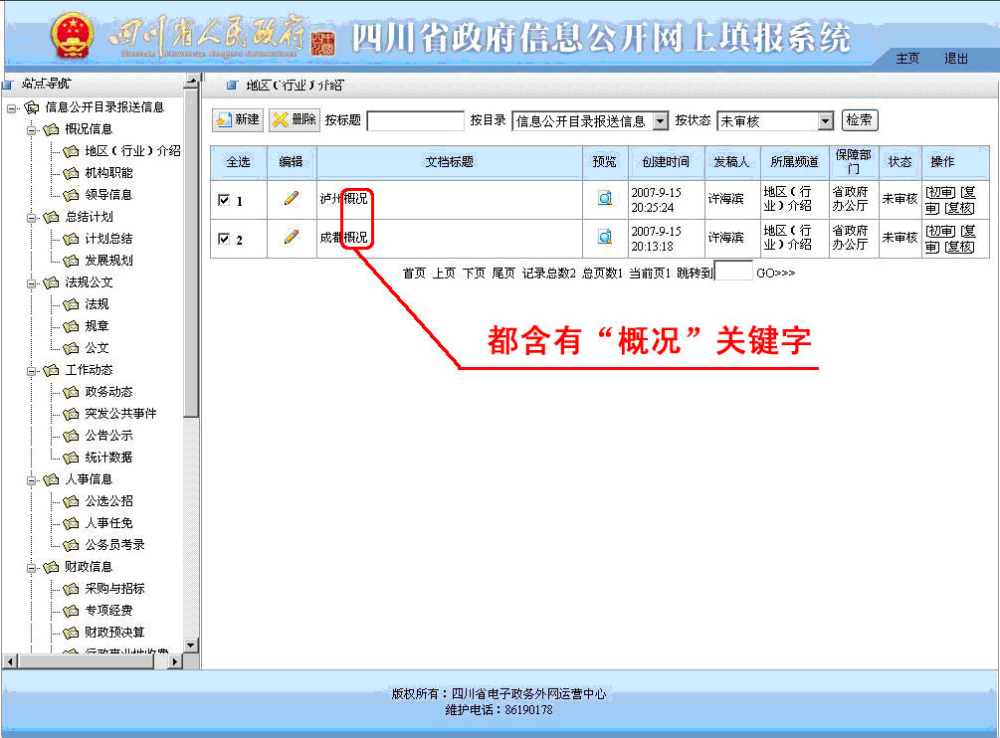 四川省人民政府 中国 四川省政府信息公开网上填报系统
主页 退出
站点导航
信息公开目录报送信息
概况信息
地区（行业）介绍
机构职能
领导信息
总结计划
计划总结
发展规划
法规公文
法规
规章
公文
工作动态
政务动态
突发公共事件
公告公示
统计数据
人事信息
公选公招
人事任免
公务员考录
财政信息
采购与招标
专项经费
财政预决算
行政事业性收费
地区（行业）介绍
新建 删除 按标题 按目录 信息公开目录报送信息 按状态 未审核 检索
全选 编辑 文档标题 预览 创建时间 发稿人 所属频道 保障部门 状态 操作
1 泸州概况 2007-9-15 20:25:24 许海滨 地区（行业）介绍 省政府办公厅 未审核 [初审] [复审] [复核]
2 成都概况 2007-9-15 20:13:18 许海滨 地区（行业）介绍 省政府办公厅 未审核 [初审] [复审] [复核]
首页 上页 下页 尾页 记录总数2 总页数1 当前页1 跳转到 GO>>>
都含有“概况”关键字
版权所有：四川省电子政务外网运营中心
维护电话：86190178